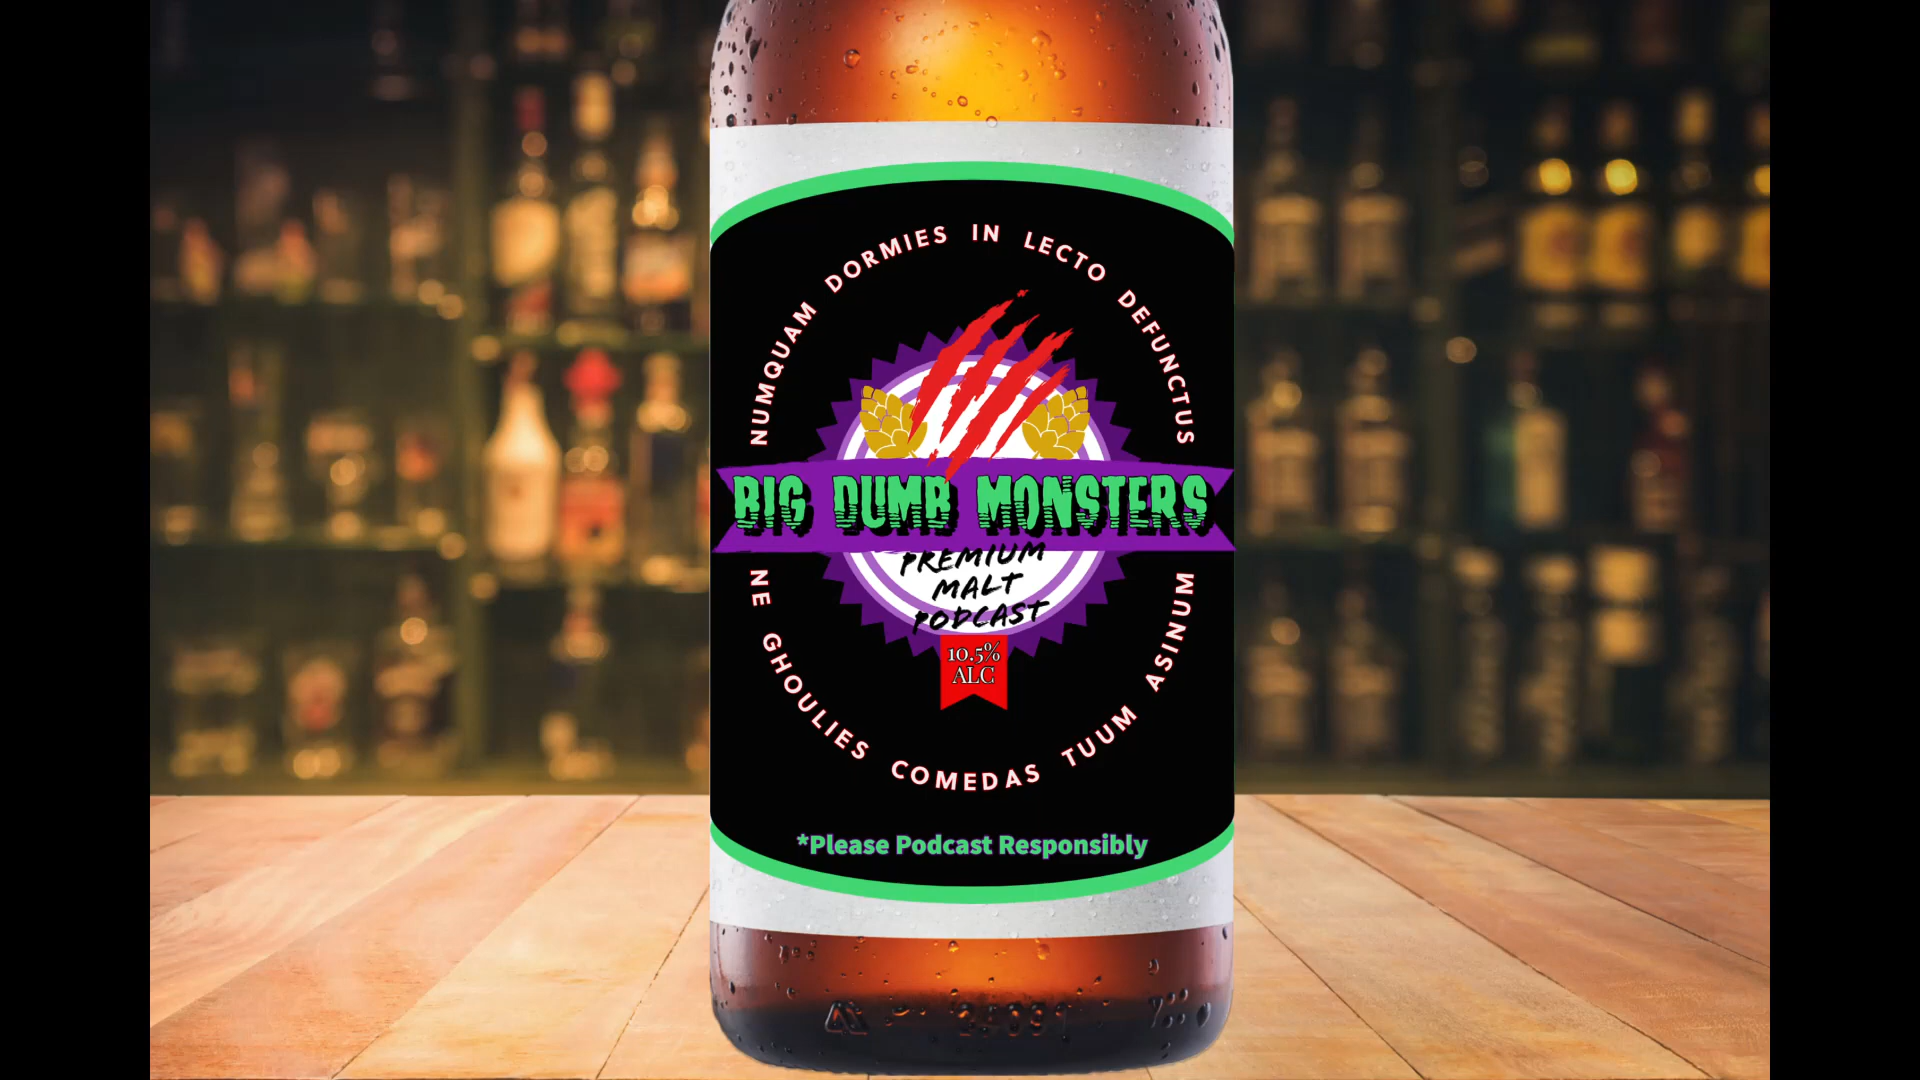 NUMQUAM DORMIES IN LECTO DEFUNCTUS
BIG DUMB MONSTERS
PREMIUM
MALT
PODCAST
10.5%
ALC
NE GHOULIES COMEDAS TUUM ASINUM
*Please Podcast Responsibly